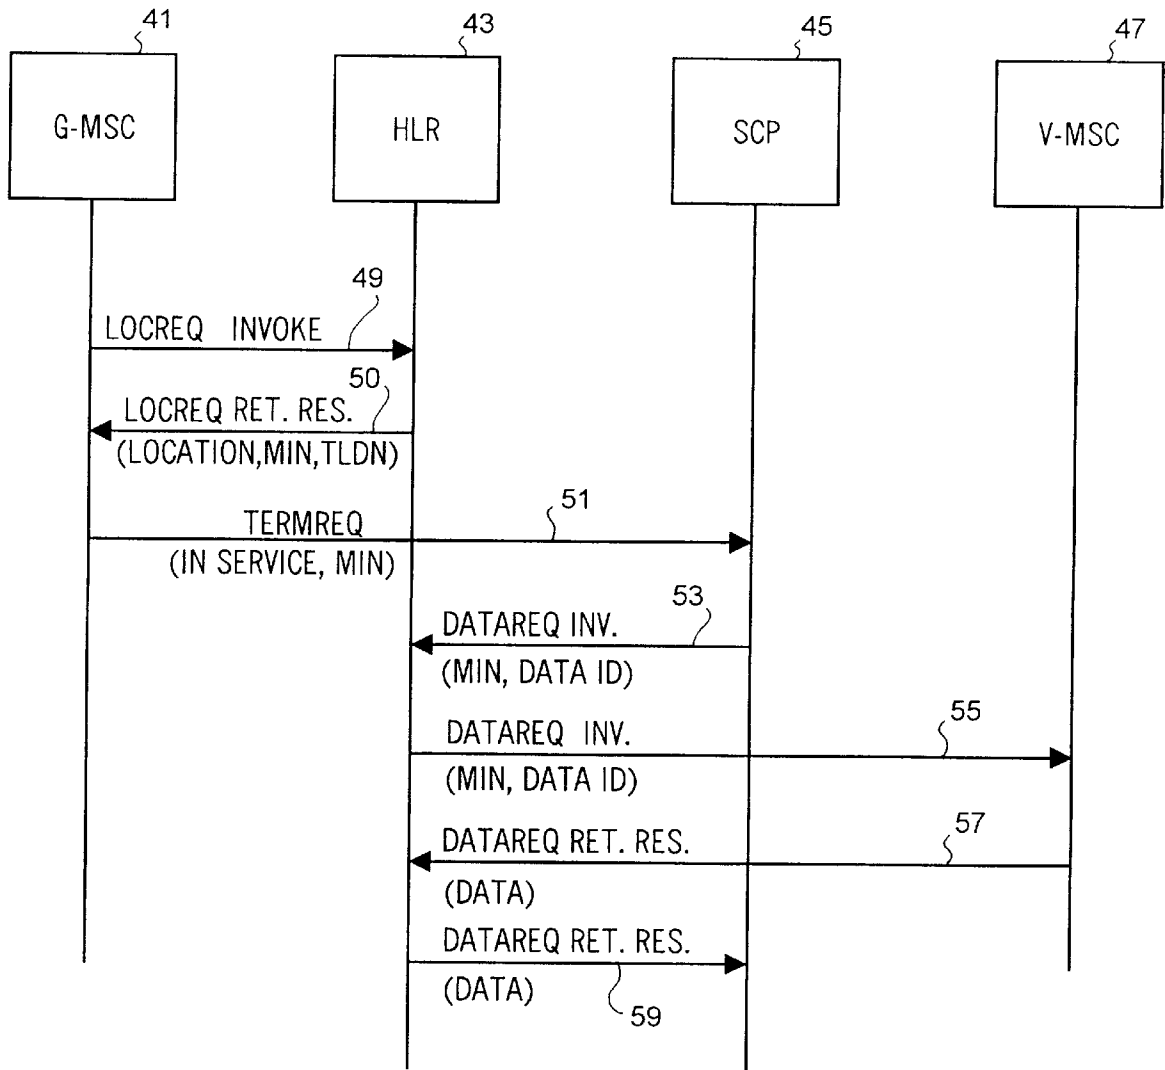 41
43
45
47
G-MSC
HLR
SCP
V-MSC
49
LOCREQ INVOKE
50
LOCREQ RET. RES.
(LOCATION,MIN,TLDN)
51
TERMREQ
(IN SERVICE, MIN)
53
DATAREQ INV.
(MIN, DATA ID)
55
DATAREQ INV.
(MIN, DATA ID)
57
DATAREQ RET. RES.
(DATA)
DATAREQ RET. RES.
(DATA)
59